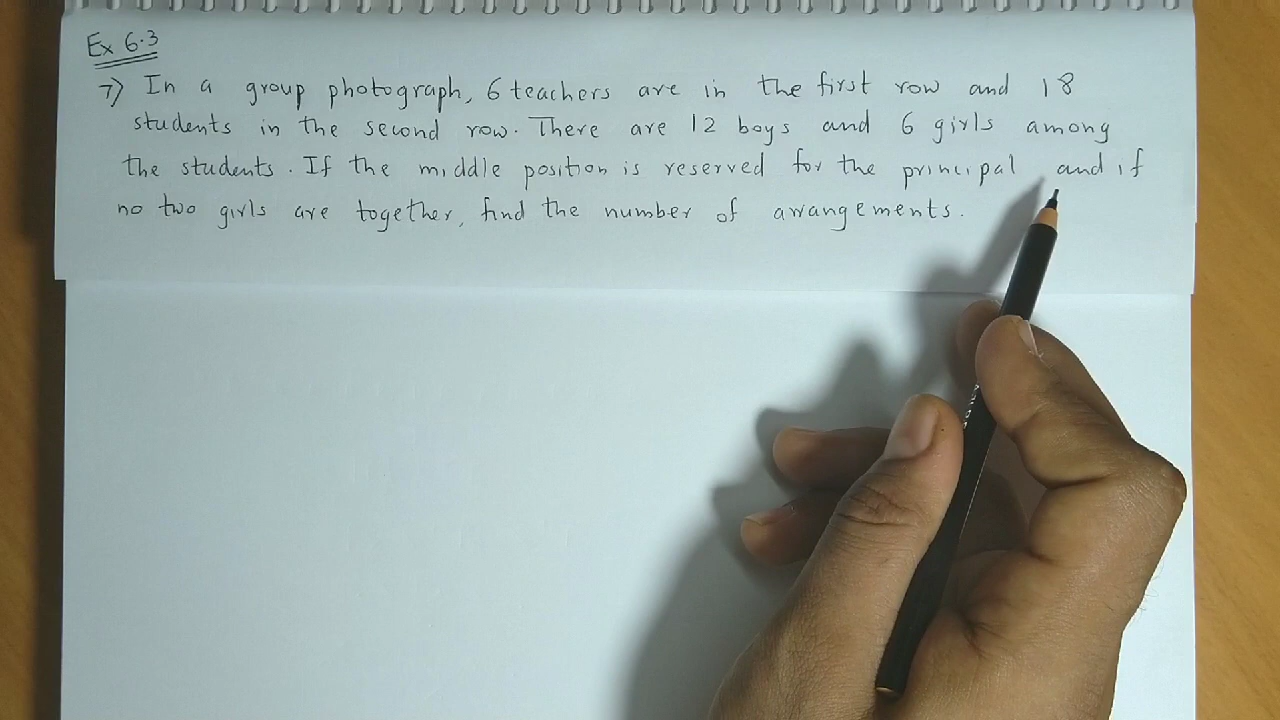 Ex 6.3
7) In a group photograph, 6 teachers are in the first row and 18
students in the second row. There are 12 boys and 6 girls among
the students. If the middle position is reserved for the principal and if
no two girls are together, find the number of arrangements.